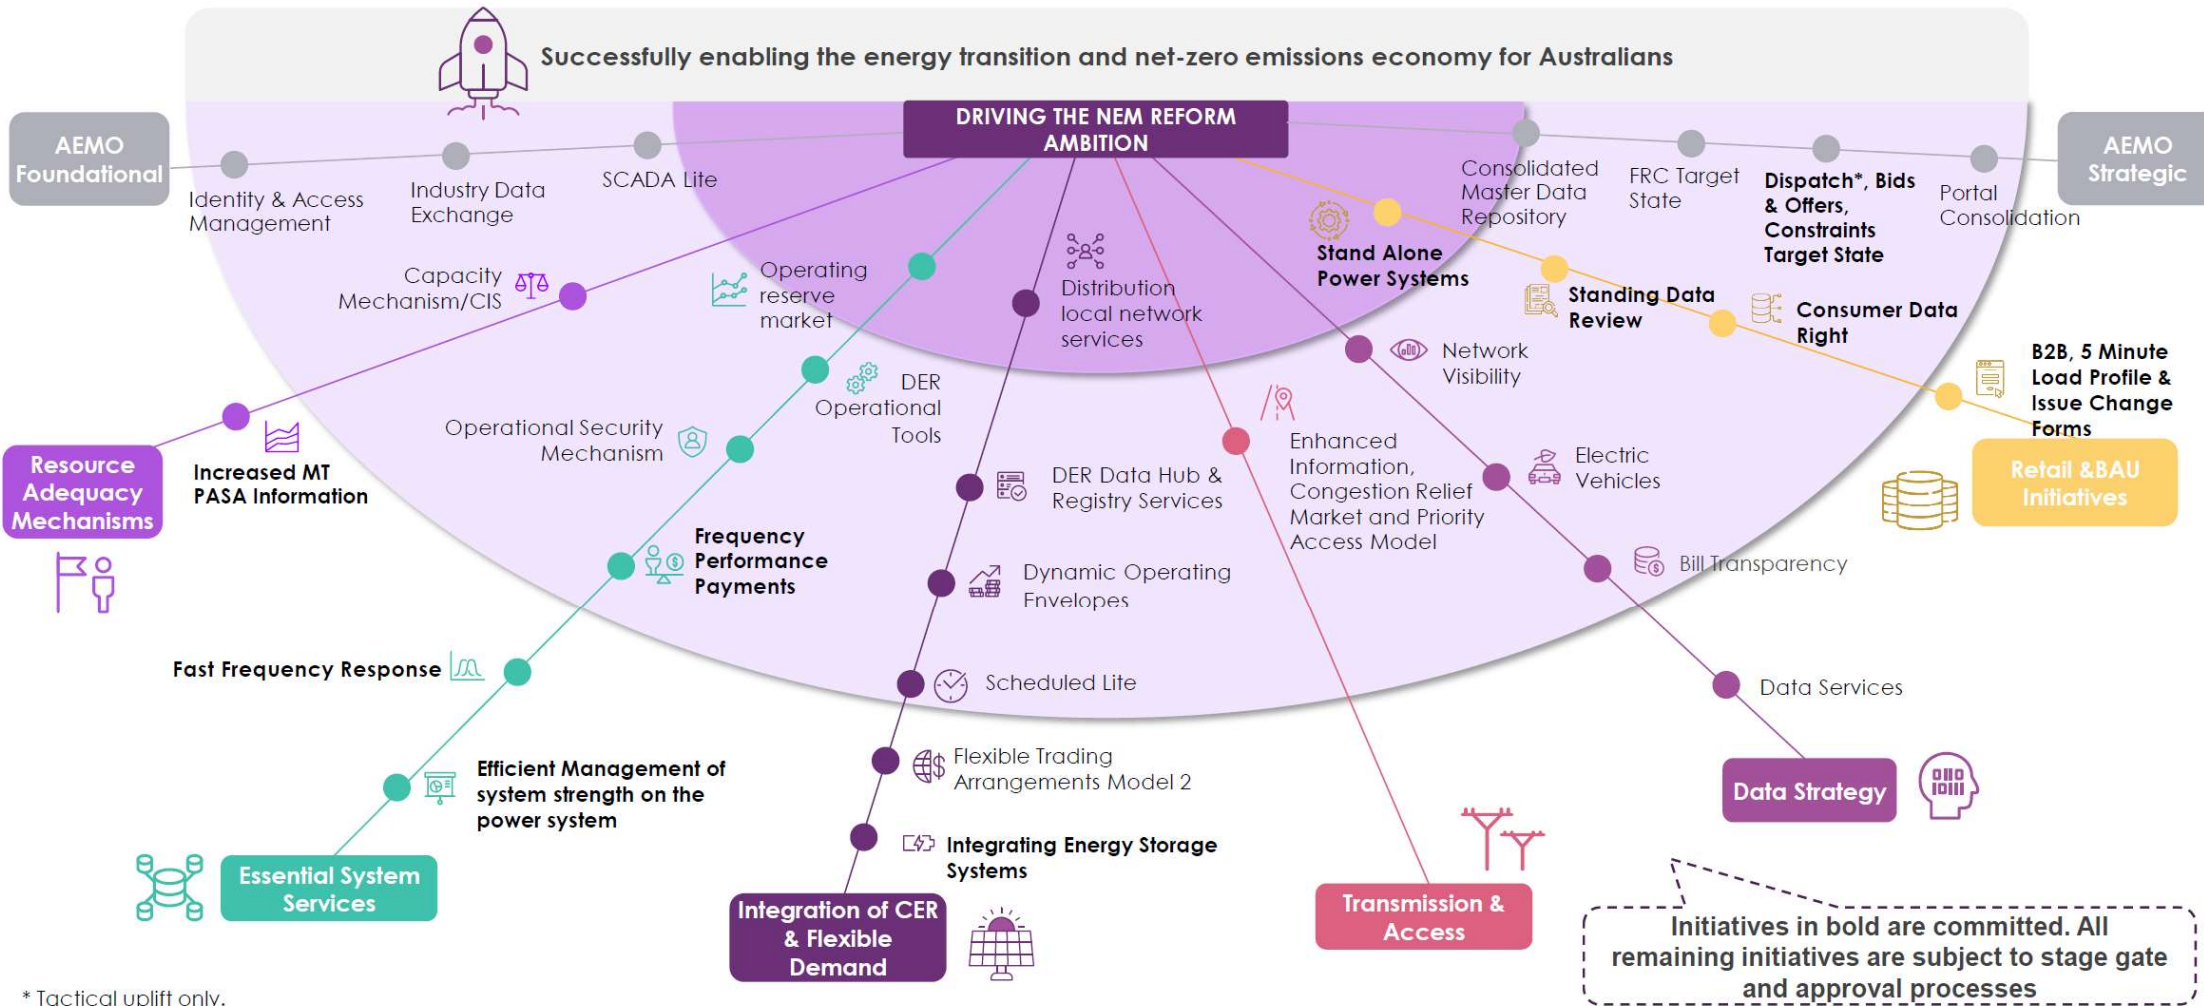 Successfully enabling the energy transition and net-zero emissions economy for Australians
DRIVING THE NEM REFORM
AMBITION
AEMO
Foundational
Identity & Access
Management
Industry Data
Exchange
SCADA Lite
Consolidated
Master Data
Repository
FRC Target
State
Dispatch*, Bids
& Offers,
Constraints
Target State
Portal
Consolidation
AEMO
Strategic
Capacity
Mechanism/CIS
Increased MT
PASA Information
Resource
Adequacy
Mechanisms
Operating
reserve
market
DER
Operational
Tools
Operational Security
Mechanism
Frequency
Performance
Payments
Fast Frequency Response
Efficient Management of
system strength on the
power system
Essential System
Services
Distribution
local network
services
DER Data Hub &
Registry Services
Dynamic Operating
Envelopes
Scheduled Lite
Flexible Trading
Arrangements Model 2
Integrating Energy Storage
Systems
Integration of CER
& Flexible
Demand
Enhanced
Information,
Congestion Relief
Market and Priority
Access Model
Transmission &
Access
Network
Visibility
Electric
Vehicles
Bill Transparency
Data Services
Data Strategy
Stand Alone
Power Systems
Standing Data
Review
Consumer Data
Right
B2B, 5 Minute
Load Profile &
Issue Change
Forms
Retail &BAU
Initiatives
Initiatives in bold are committed. All
remaining initiatives are subject to stage gate
and approval processes
* Tactical uplift only.